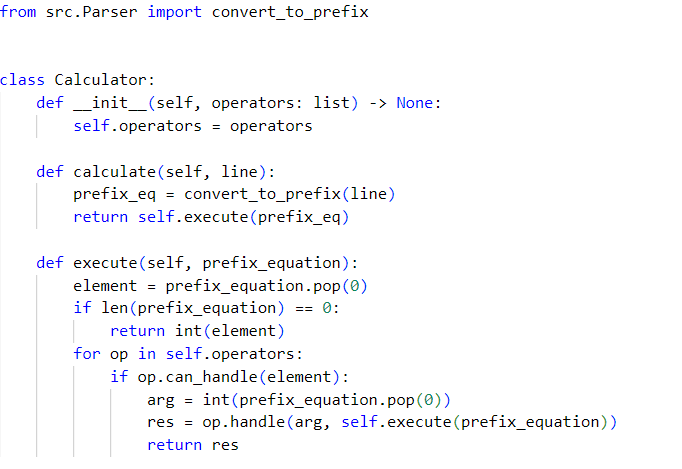 from src.Parser import convert_to_prefix
class Calculator:
    def __init__(self, operators: list) -> None:
        self.operators = operators
    def calculate(self, line):
        prefix_eq = convert_to_prefix(line)
        return self.execute(prefix_eq)
    def execute(self, prefix_equation):
        element = prefix_equation.pop(0)
        if len(prefix_equation) == 0:
            return int(element)
        for op in self.operators:
            if op.can_handle(element):
                arg = int(prefix_equation.pop(0))
                res = op.handle(arg, self.execute(prefix_equation))
                return res